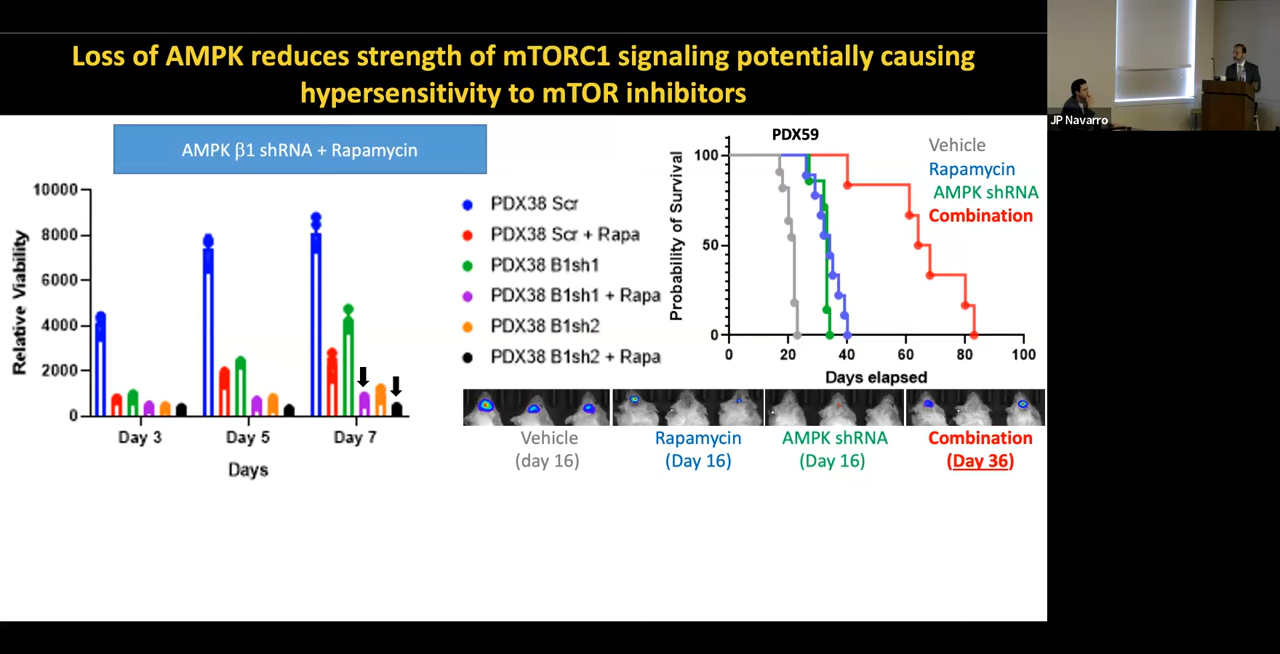 Loss of AMPK reduces strength of mTORC1 signaling potentially causing
hypersensitivity to mTOR inhibitors
JP Navarro
AMPK β1 shRNA + Rapamycin
Relative Viability
10000
8000
6000
4000
2000
0
Day 3
Day 5
Day 7
Days
PDX38 Scr
PDX38 Scr + Rapa
PDX38 B1sh1
PDX38 B1sh1 + Rapa
PDX38 B1sh2
PDX38 B1sh2 + Rapa
PDX59
Probability of Survival
100
50
0
0
20
40
60
80
100
Days elapsed
Vehicle
Rapamycin
AMPK shRNA
Combination
Vehicle
(day 16)
Rapamycin
(Day 16)
AMPK shRNA
(Day 16)
Combination
(Day 36)